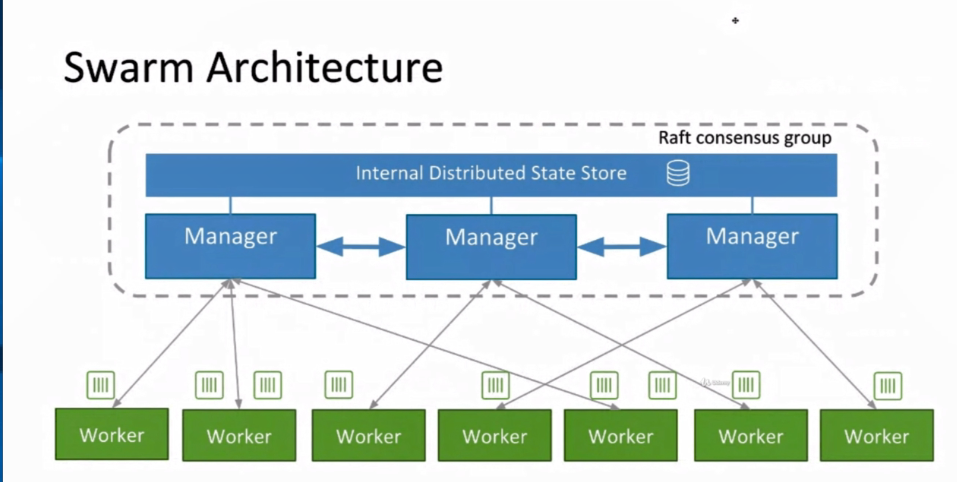 Swarm Architecture
Raft consensus group
Internal Distributed State Store
Manager
Manager
Manager
Worker
Worker
Worker
Worker
Worker
Worker
Worker